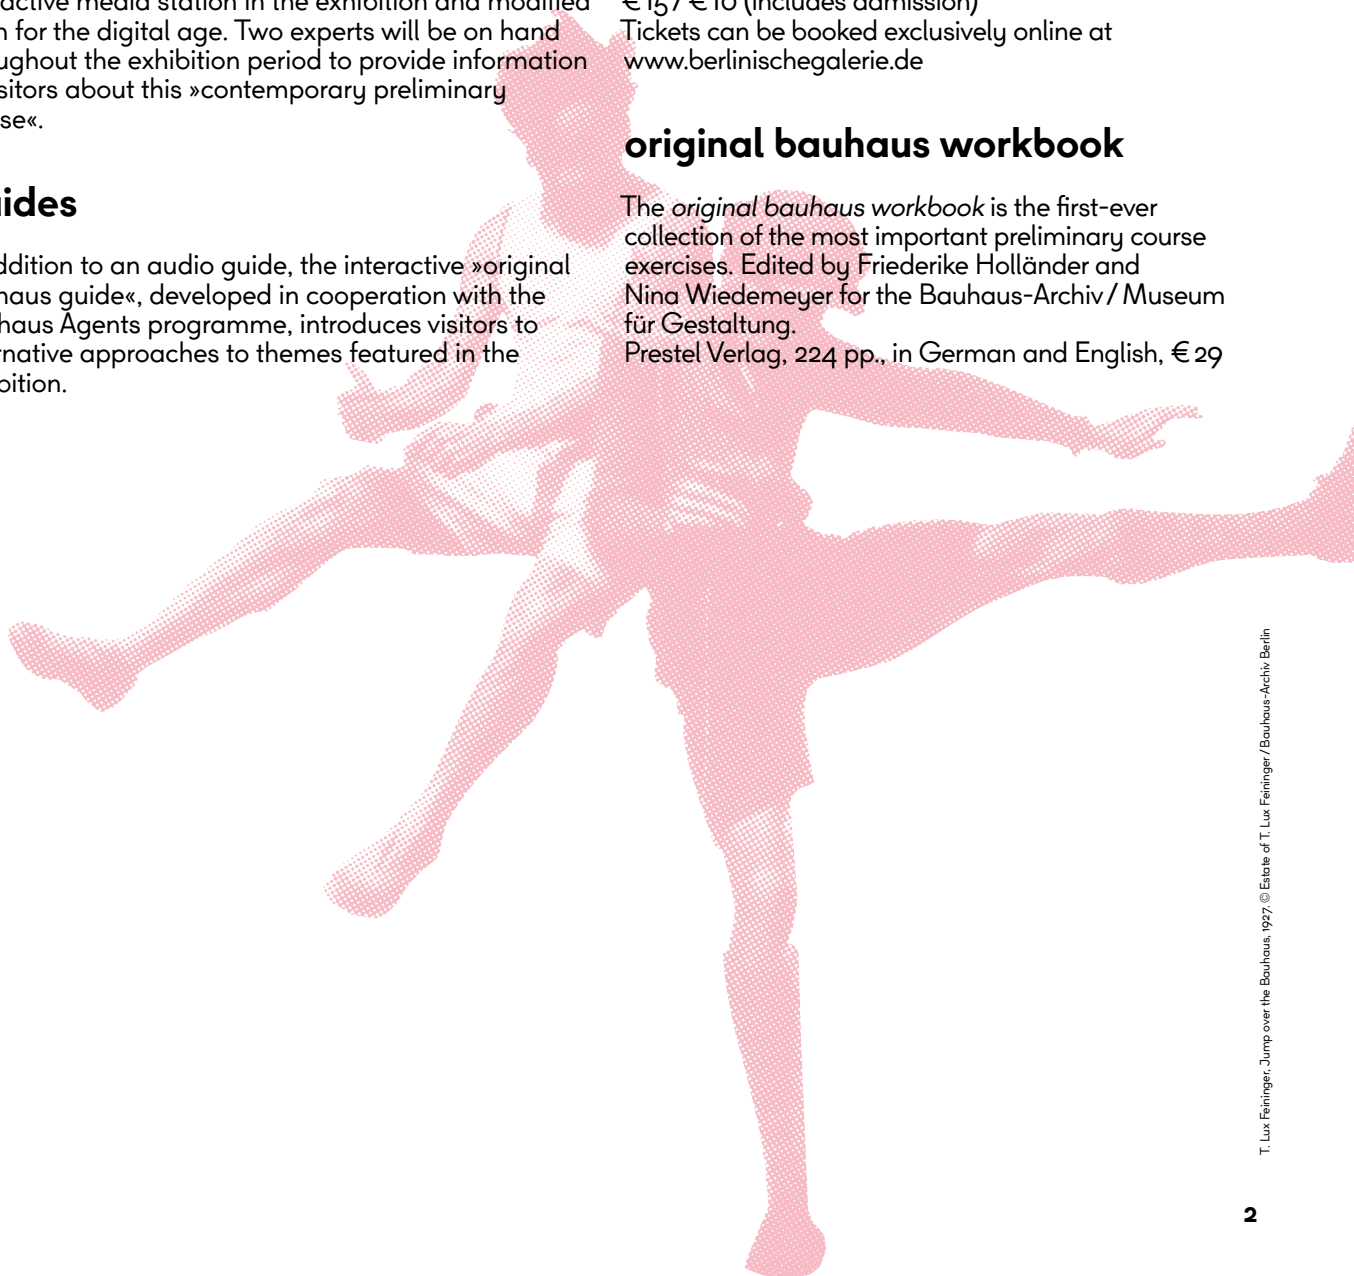 active media station in the exhibition and modified
n for the digital age. Two experts will be on hand
ughout the exhibition period to provide information
sitors about this »contemporary preliminary
se«.
ides
ddition to an audio guide, the interactive »original
haus guide«, developed in cooperation with the
haus Agents programme, introduces visitors to
rnative approaches to themes featured in the
bition.
€ 15 / € 10 (includes admission)
Tickets can be booked exclusively online at
www.berlinischegalerie.de
original bauhaus workbook
The original bauhaus workbook is the first-ever
collection of the most important preliminary course
exercises. Edited by Friederike Holländer and
Nina Wiedemeyer for the Bauhaus-Archiv / Museum
für Gestaltung.
Prestel Verlag, 224 pp., in German and English, € 29
T. Lux Feininger, Jump over the Bauhaus, 1927. © Estate of T. Lux Feininger / Bauhaus-Archiv Berlin
2